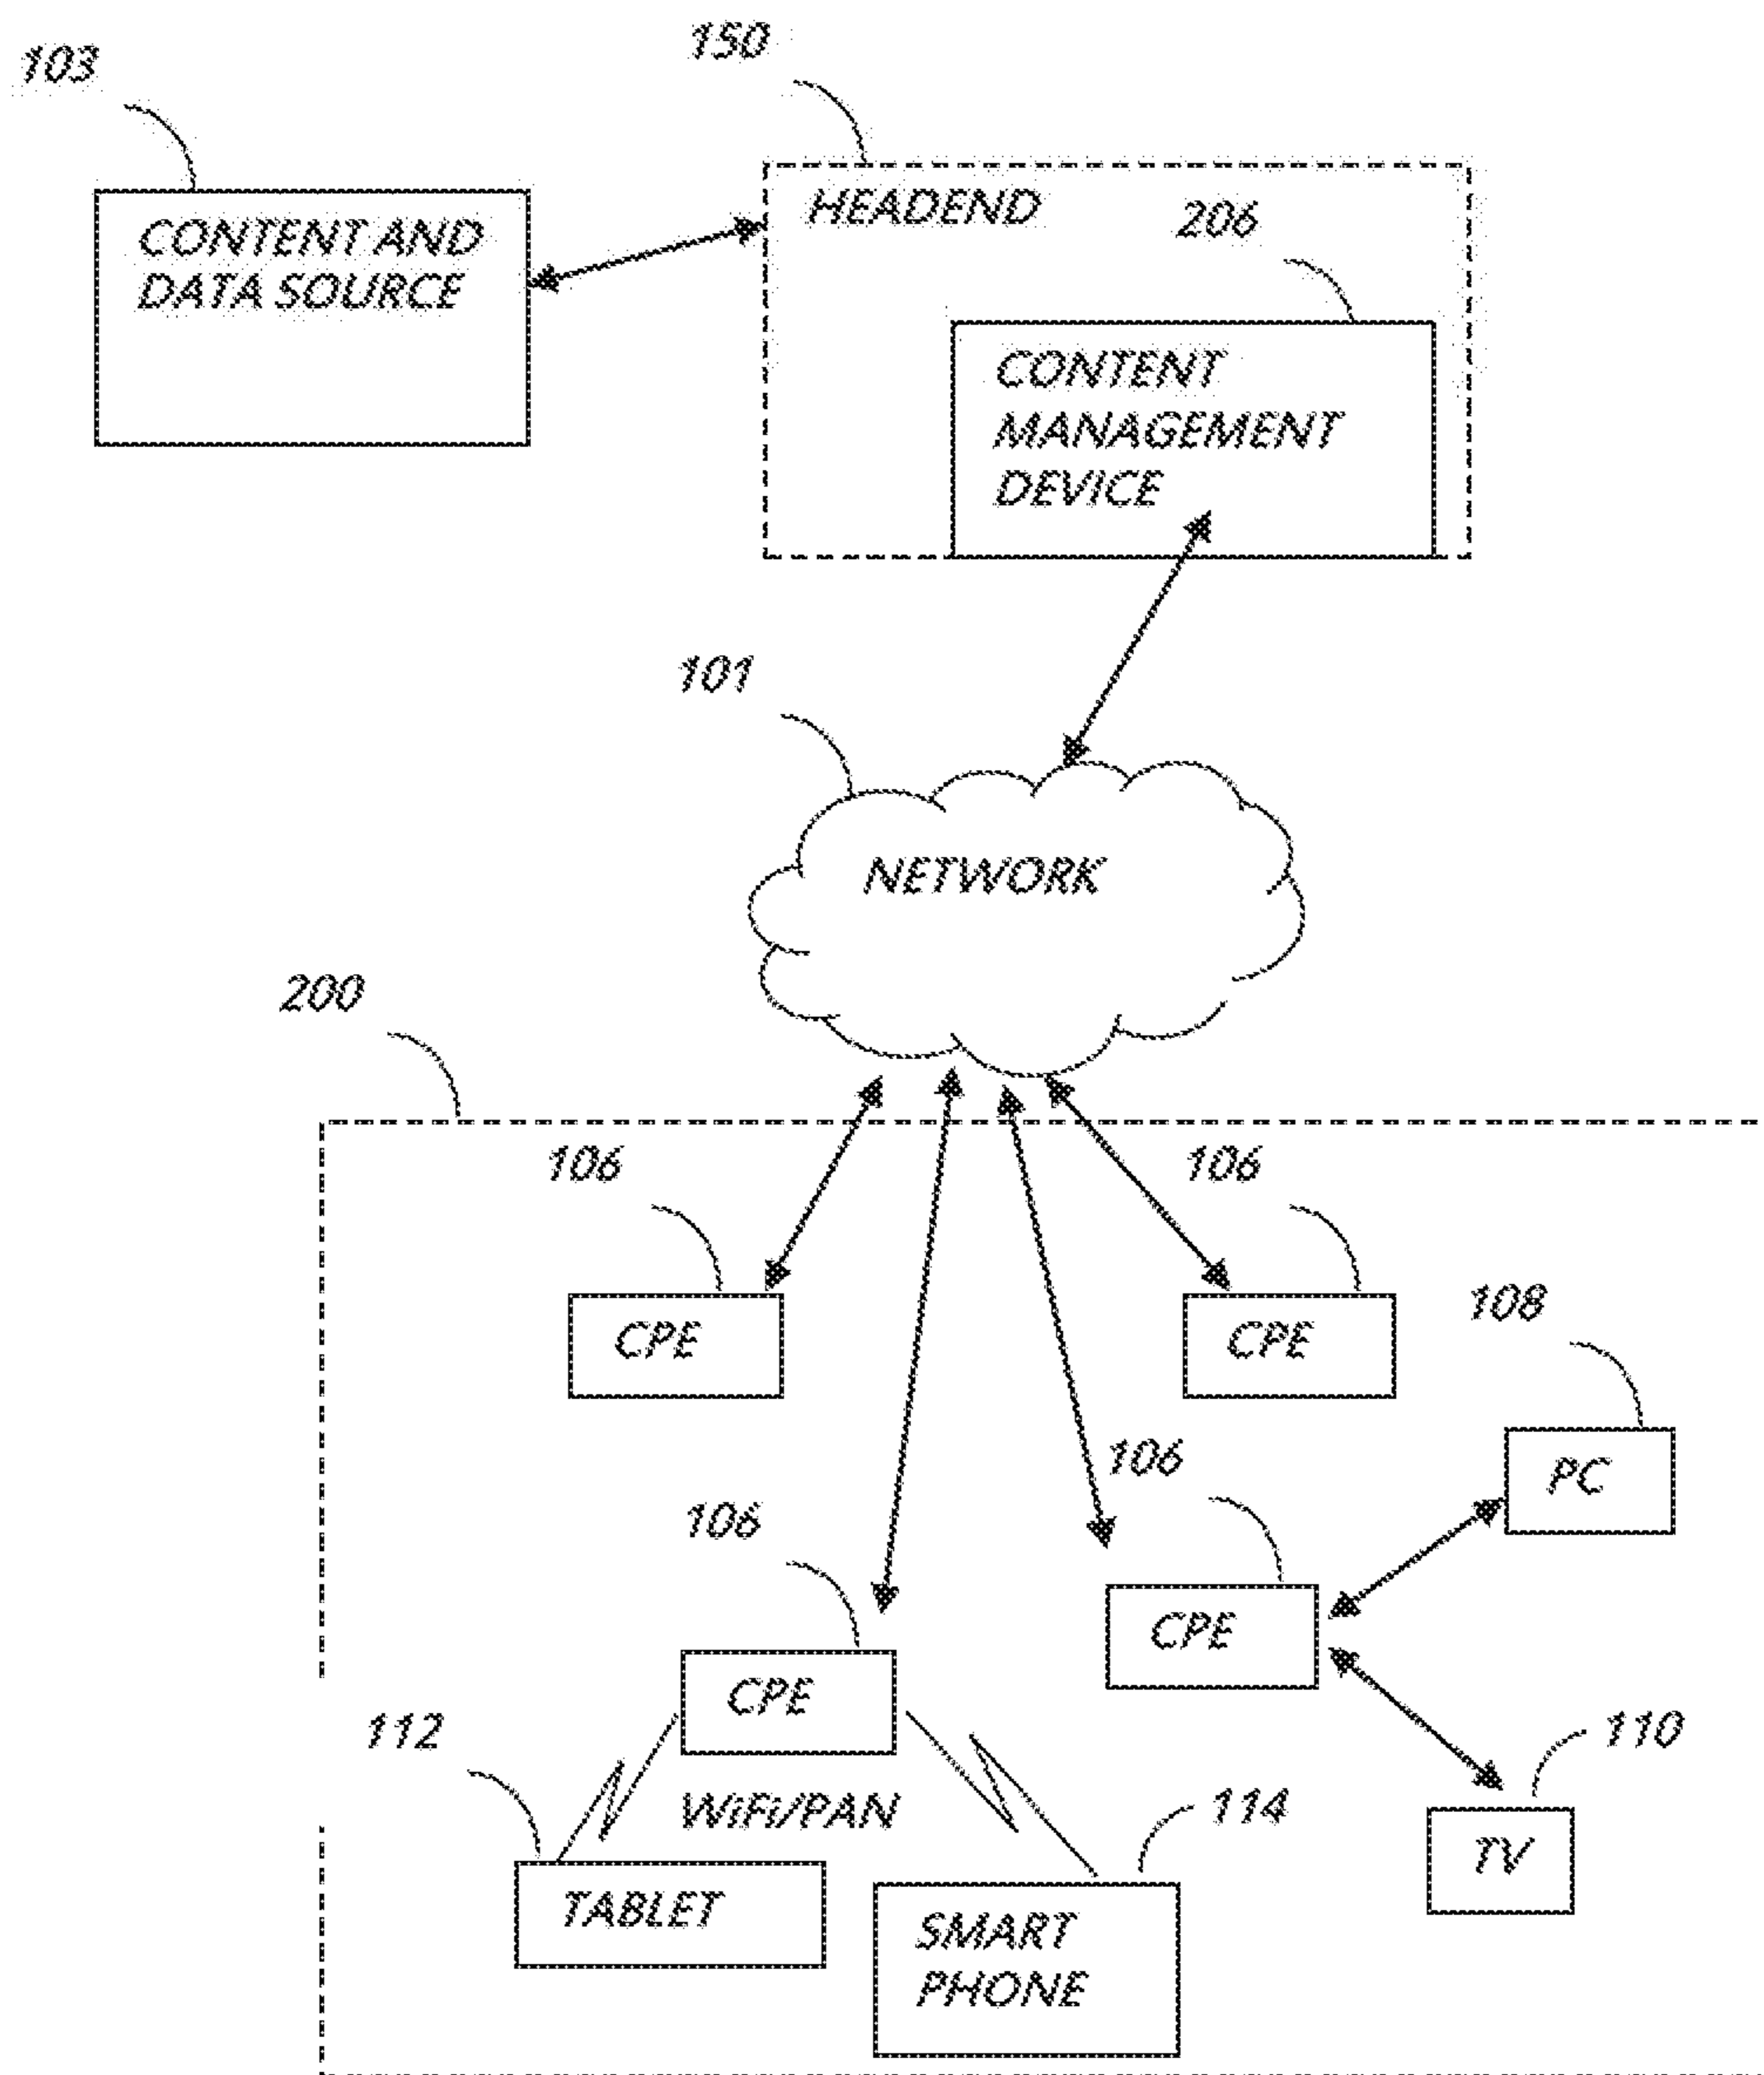 103
150
CONTENT AND
DATA SOURCE
HEADEND
206
CONTENT
MANAGEMENT
DEVICE
101
NETWORK
200
106
106
CPE
CPE
108
106
PC
106
CPE
CPE
112
110
WiFi/PAN
114
TV
TABLET
SMART
PHONE